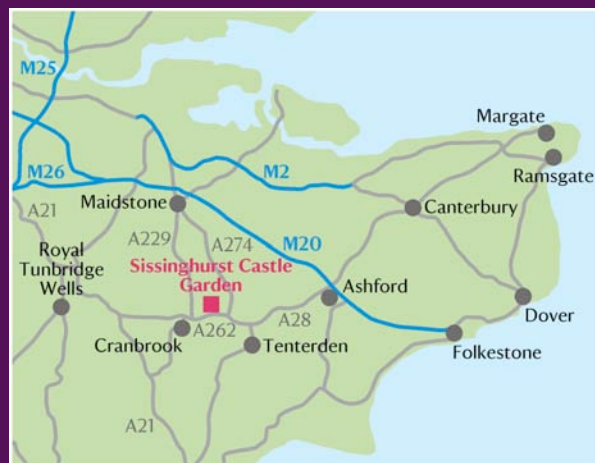 M25
Margate
M26
M2
Ramsgate
A21
Maidstone
Canterbury
A229
A274
M20
Royal
Tunbridge
Wells
Sissinghurst Castle
Garden
Ashford
Dover
A262
A28
Cranbrook
Tenterden
Folkestone
A21